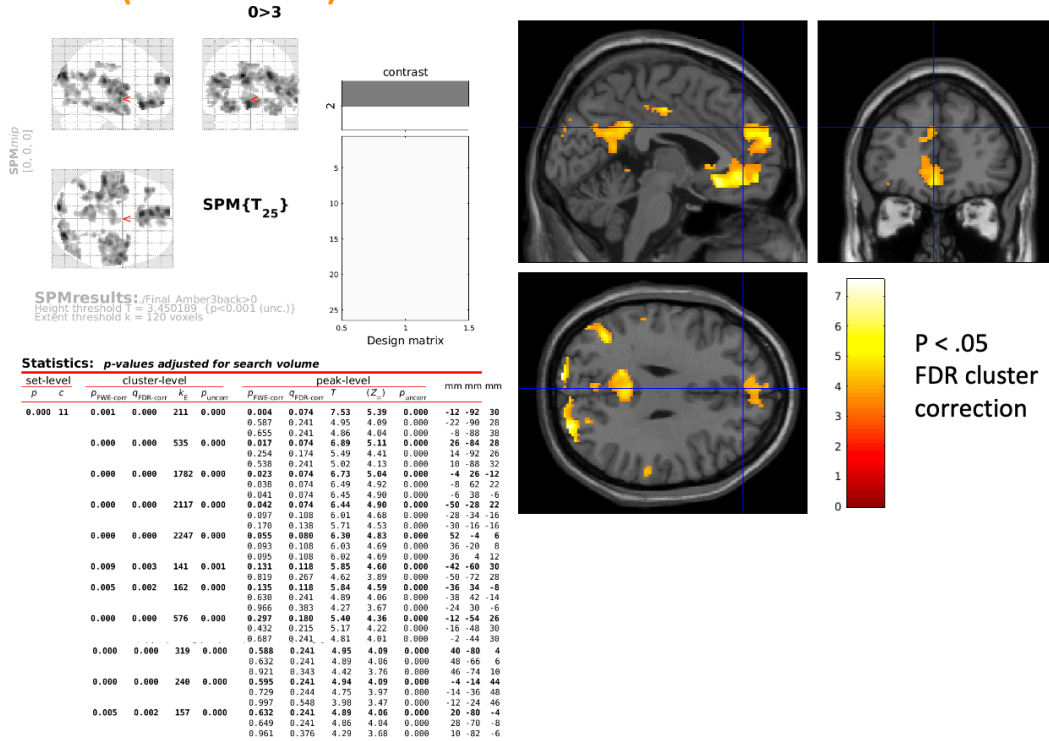 0>3
contrast
2
SPMmip
[0, 0, 0]
<
<
<
SPM{T25}
5
10
15
20
25
0.5 1 1.5
Design matrix
SPMresults: ./Final_Amber3back>0
Height threshold T = 3.450189 {p<0.001 (unc.)}
Extent threshold k = 120 voxels
7
6
5
4
3
2
1
0
P < .05
FDR cluster
correction
Statistics: p-values adjusted for search volume
set-level cluster-level peak-level mm mm mm
p c pFWE-corr qFDR-corr kE puncorr pFWE-corr qFDR-corr T (Z≡) puncorr
0.000 11 0.001 0.000 211 0.000 0.004 0.074 7.53 5.39 0.000 -12 -92 30
0.587 0.241 4.95 4.09 0.000 -22 -90 28
0.655 0.241 4.86 4.04 0.000 -8 -88 38
0.000 0.000 535 0.000 0.017 0.074 6.89 5.11 0.000 26 -84 28
0.254 0.174 5.49 4.41 0.000 14 -92 26
0.538 0.241 5.02 4.13 0.000 10 -88 32
0.000 0.000 1782 0.000 0.023 0.074 6.73 5.04 0.000 -4 26 -12
0.038 0.074 6.49 4.92 0.000 -8 62 22
0.041 0.074 6.45 4.90 0.000 -6 38 -6
0.000 0.000 2117 0.000 0.042 0.074 6.44 4.90 0.000 -50 -28 22
0.097 0.108 6.01 4.68 0.000 -28 -34 -16
0.170 0.138 5.71 4.53 0.000 -30 -16 -16
0.000 0.000 2247 0.000 0.055 0.080 6.30 4.83 0.000 52 -4 6
0.093 0.108 6.03 4.69 0.000 36 -20 8
0.095 0.108 6.02 4.69 0.000 36 4 12
0.009 0.003 141 0.001 0.131 0.118 5.85 4.60 0.000 -42 -60 30
0.819 0.267 4.62 3.89 0.000 -50 -72 28
0.005 0.002 162 0.000 0.135 0.118 5.84 4.59 0.000 -36 34 -8
0.630 0.241 4.89 4.06 0.000 -38 42 -14
0.966 0.383 4.27 3.67 0.000 -24 30 -6
0.000 0.000 576 0.000 0.297 0.180 5.40 4.36 0.000 -12 -54 26
0.432 0.215 5.17 4.22 0.000 -16 -48 30
0.687 0.241 4.81 4.01 0.000 -2 -44 30
0.000 0.000 319 0.000 0.588 0.241 4.95 4.09 0.000 40 -80 4
0.632 0.241 4.89 4.06 0.000 48 -66 6
0.921 0.343 4.42 3.76 0.000 46 -74 10
0.000 0.000 240 0.000 0.595 0.241 4.94 4.09 0.000 -4 -14 44
0.729 0.244 4.75 3.97 0.000 -14 -36 48
0.997 0.548 3.98 3.47 0.000 -12 -24 46
0.005 0.002 157 0.000 0.632 0.241 4.89 4.06 0.000 20 -80 -4
0.649 0.241 4.86 4.04 0.000 28 -70 -8
0.961 0.376 4.29 3.68 0.000 10 -82 -6